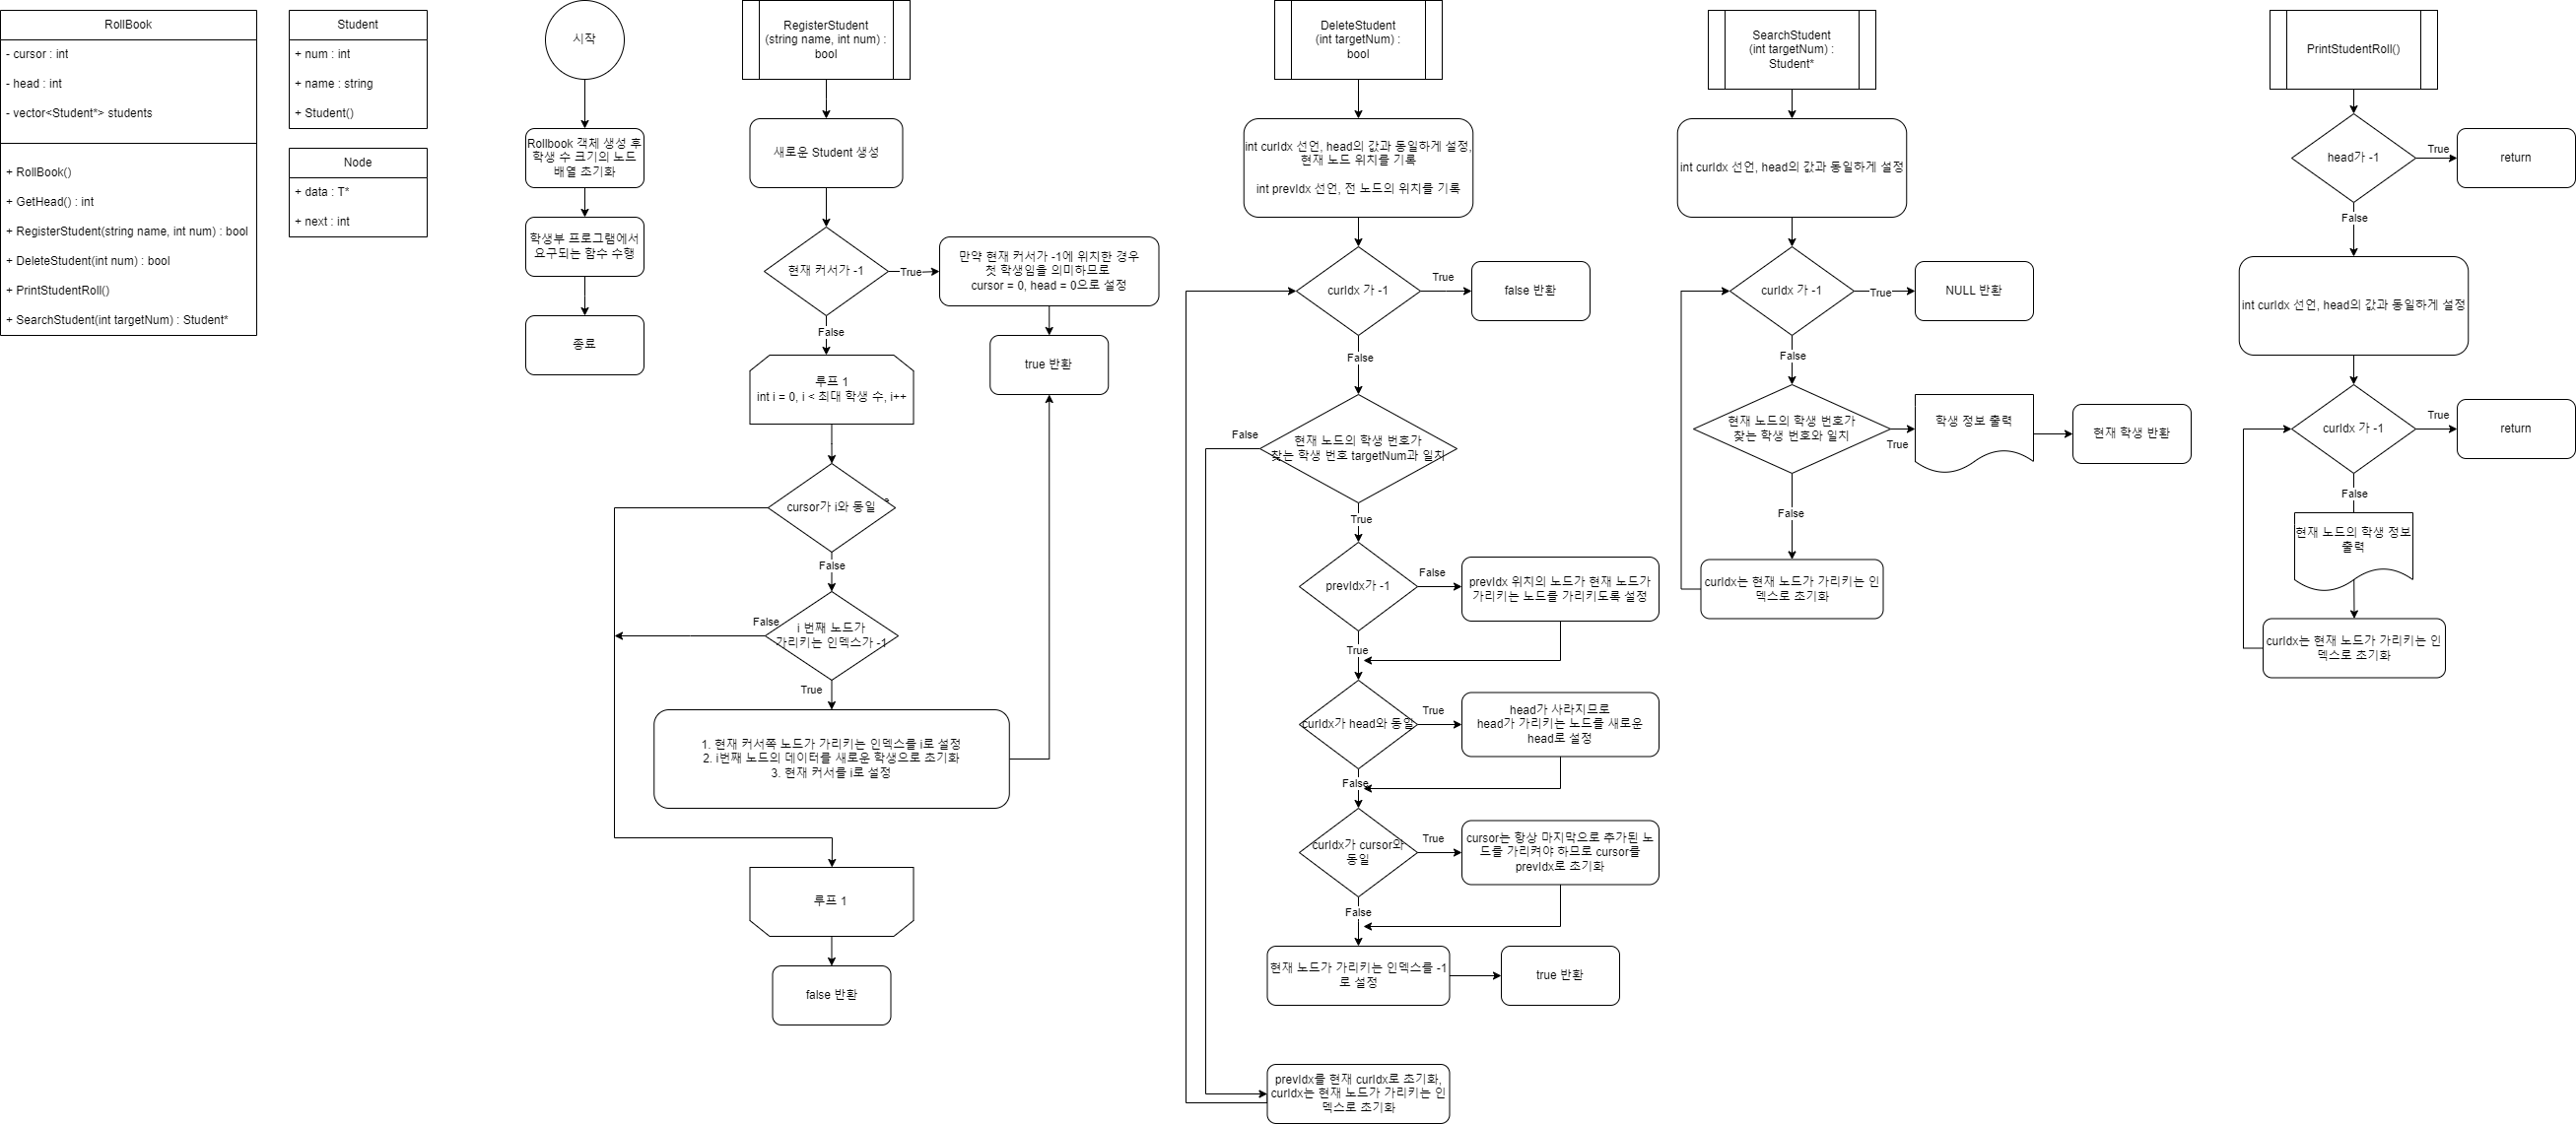 RollBook
- cursor : int
- head : int
- vector<Student*> students
+ RollBook()
+ GetHead() : int
+ RegisterStudent(string name, int num) : bool
+ DeleteStudent(int num) : bool
+ PrintStudentRoll()
+ SearchStudent(int targetNum) : Student*
Student
+ num : int
+ name : string
+ Student()
Node
+ data : T*
+ next : int
시작
Rollbook 객체 생성 후
학생 수 크기의 노드
배열 초기화
학생부 프로그램에서
요구되는 함수 수행
종료
RegisterStudent
(string name, int num) :
bool
새로운 Student 생성
현재 커서가 -1
True
만약 현재 커서가 -1에 위치한 경우
첫 학생임을 의미하므로
cursor = 0, head = 0으로 설정
true 반환
False
루프 1
int i = 0, i < 최대 학생 수, i++
cursor가 i와 동일
False
i 번째 노드가
가리키는 인덱스가 -1
False
True
1. 현재 커서쪽 노드가 가리키는 인덱스를 i로 설정
2. i번째 노드의 데이터를 새로운 학생으로 초기화
3. 현재 커서를 i로 설정
루프 1
false 반환
DeleteStudent
(int targetNum) :
bool
int curIdx 선언, head의 값과 동일하게 설정,
현재 노드 위치를 기록
int prevIdx 선언, 전 노드의 위치를 기록
curIdx 가 -1
True
false 반환
False
현재 노드의 학생 번호가
찾는 학생 번호 targetNum과 일치
False
True
prevIdx가 -1
False
prevIdx 위치의 노드가 현재 노드가
가리키는 노드를 가리키도록 설정
True
curIdx가 head와 동일
True
head가 사라지므로
head가 가리키는 노드를 새로운
head로 설정
False
curIdx가 cursor와
동일
True
cursor는 항상 마지막으로 추가된 노
드를 가리켜야 하므로 cursor를
prevIdx로 초기화
False
현재 노드가 가리키는 인덱스를 -1
로 설정
true 반환
prevIdx를 현재 curIdx로 초기화,
curIdx는 현재 노드가 가리키는 인
덱스로 초기화
SearchStudent
(int targetNum) :
Student*
int curIdx 선언, head의 값과 동일하게 설정
curIdx 가 -1
True
NULL 반환
False
현재 노드의 학생 번호가
찾는 학생 번호와 일치
True
학생 정보 출력
현재 학생 반환
False
curIdx는 현재 노드가 가리키는 인
덱스로 초기화
PrintStudentRoll()
head가 -1
True
return
False
int curIdx 선언, head의 값과 동일하게 설정
curIdx 가 -1
True
return
False
현재 노드의 학생 정보
출력
curIdx는 현재 노드가 가리키는 인
덱스로 초기화